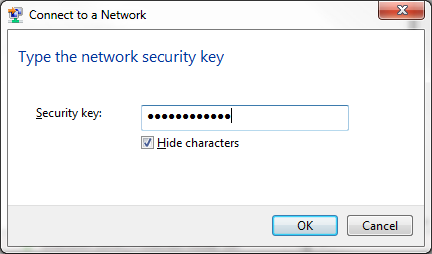 Connect to a Network
Type the network security key
Security key: ●●●●●●●●●●●●
Hide characters
OK Cancel